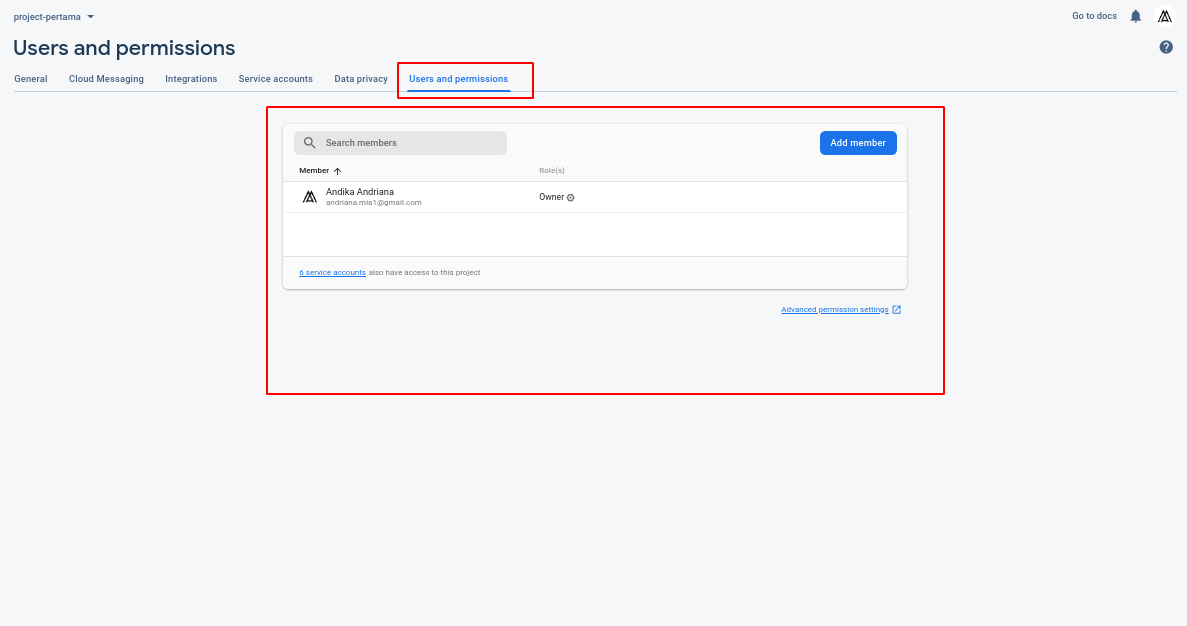 project-pertama
Go to docs
Users and permissions
General Cloud Messaging Integrations Service accounts Data privacy Users and permissions
Search members
Add member
Member Role(s)
Andika Andriana
andriana.mia1@gmail.com
Owner
6 service accounts also have access to this project
Advanced permission settings